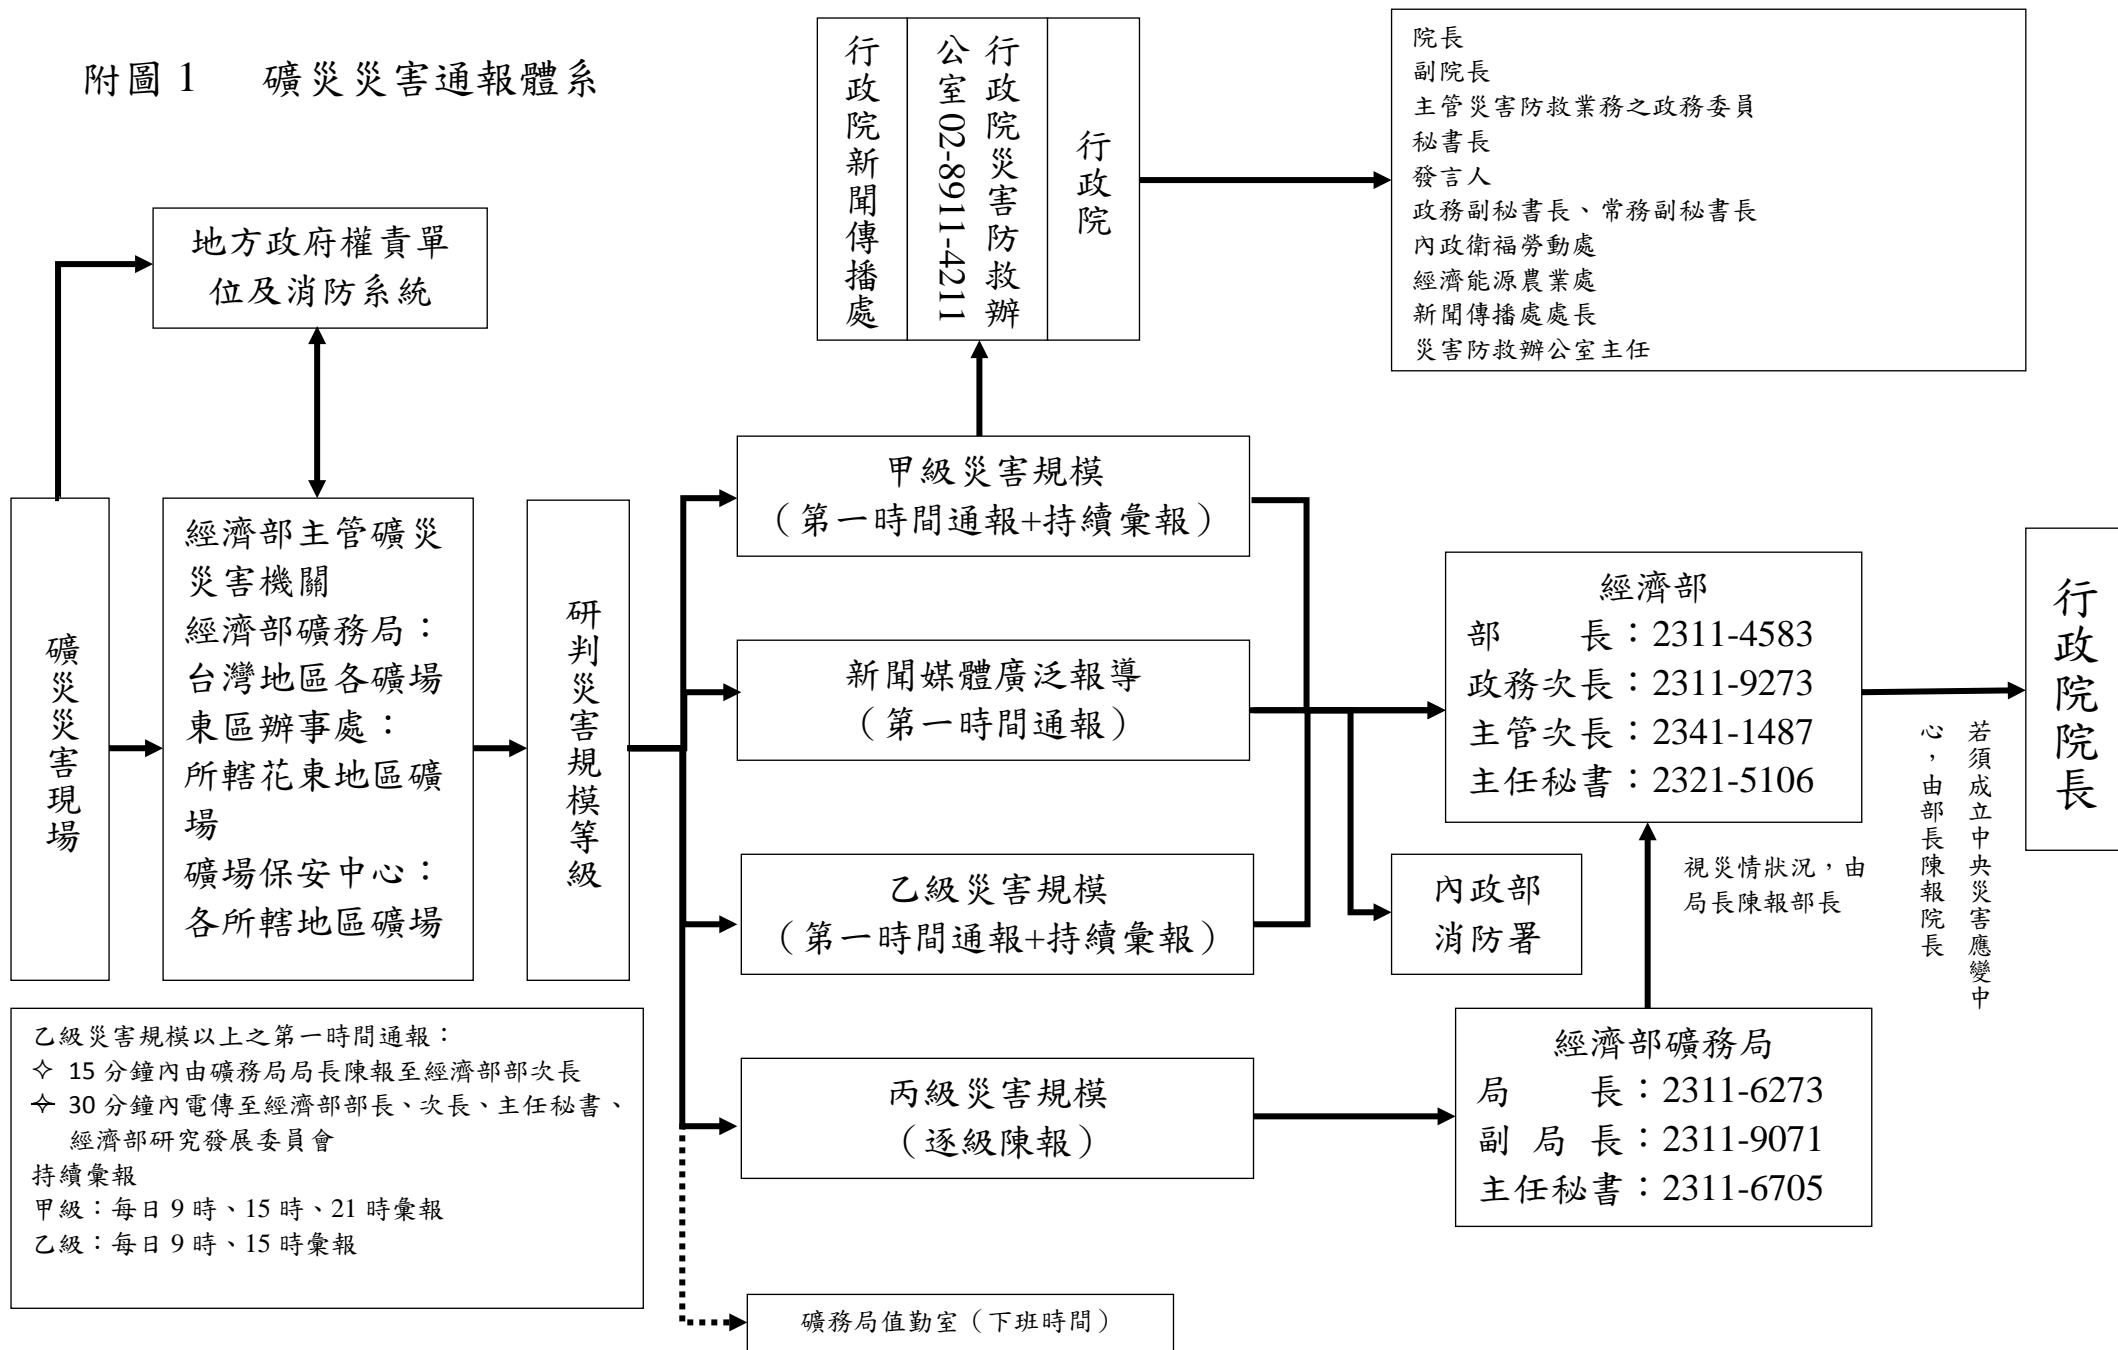 附圖 1 礦災災害通報體系
行政院新聞傳播處
行政院災害防救辦
公室02-8911-4211
行政院
院長
副院長
主管災害防救業務之政務委員
秘書長
發言人
政務副秘書長、常務副秘書長
內政衛福勞動處
經濟能源農業處
新聞傳播處處長
災害防救辦公室主任
地方政府權責單
位及消防系統
礦災災害現場
經濟部主管礦災
災害機關
經濟部礦務局：
台灣地區各礦場
東區辦事處：
所轄花東地區礦
場
礦場保安中心：
各所轄地區礦場
研判災害規模等級
甲級災害規模
（第一時間通報+持續彙報）
新聞媒體廣泛報導
（第一時間通報）
乙級災害規模
（第一時間通報+持續彙報）
丙級災害規模
（逐級陳報）
礦務局值勤室（下班時間）
經濟部
部 長：2311-4583
政務次長：2311-9273
主管次長：2341-1487
主任秘書：2321-5106
內政部
消防署
視災情狀況，由
局長陳報部長
經濟部礦務局
局 長：2311-6273
副 局 長：2311-9071
主任秘書：2311-6705
若須成立中央災害應變中
心，由部長陳報院長
行政院院長
乙級災害規模以上之第一時間通報：
✧ 15 分鐘內由礦務局局長陳報至經濟部部次長
✧ 30 分鐘內電傳至經濟部部長、次長、主任秘書、
經濟部研究發展委員會
持續彙報
甲級：每日 9 時、15 時、21 時彙報
乙級：每日 9 時、15 時彙報